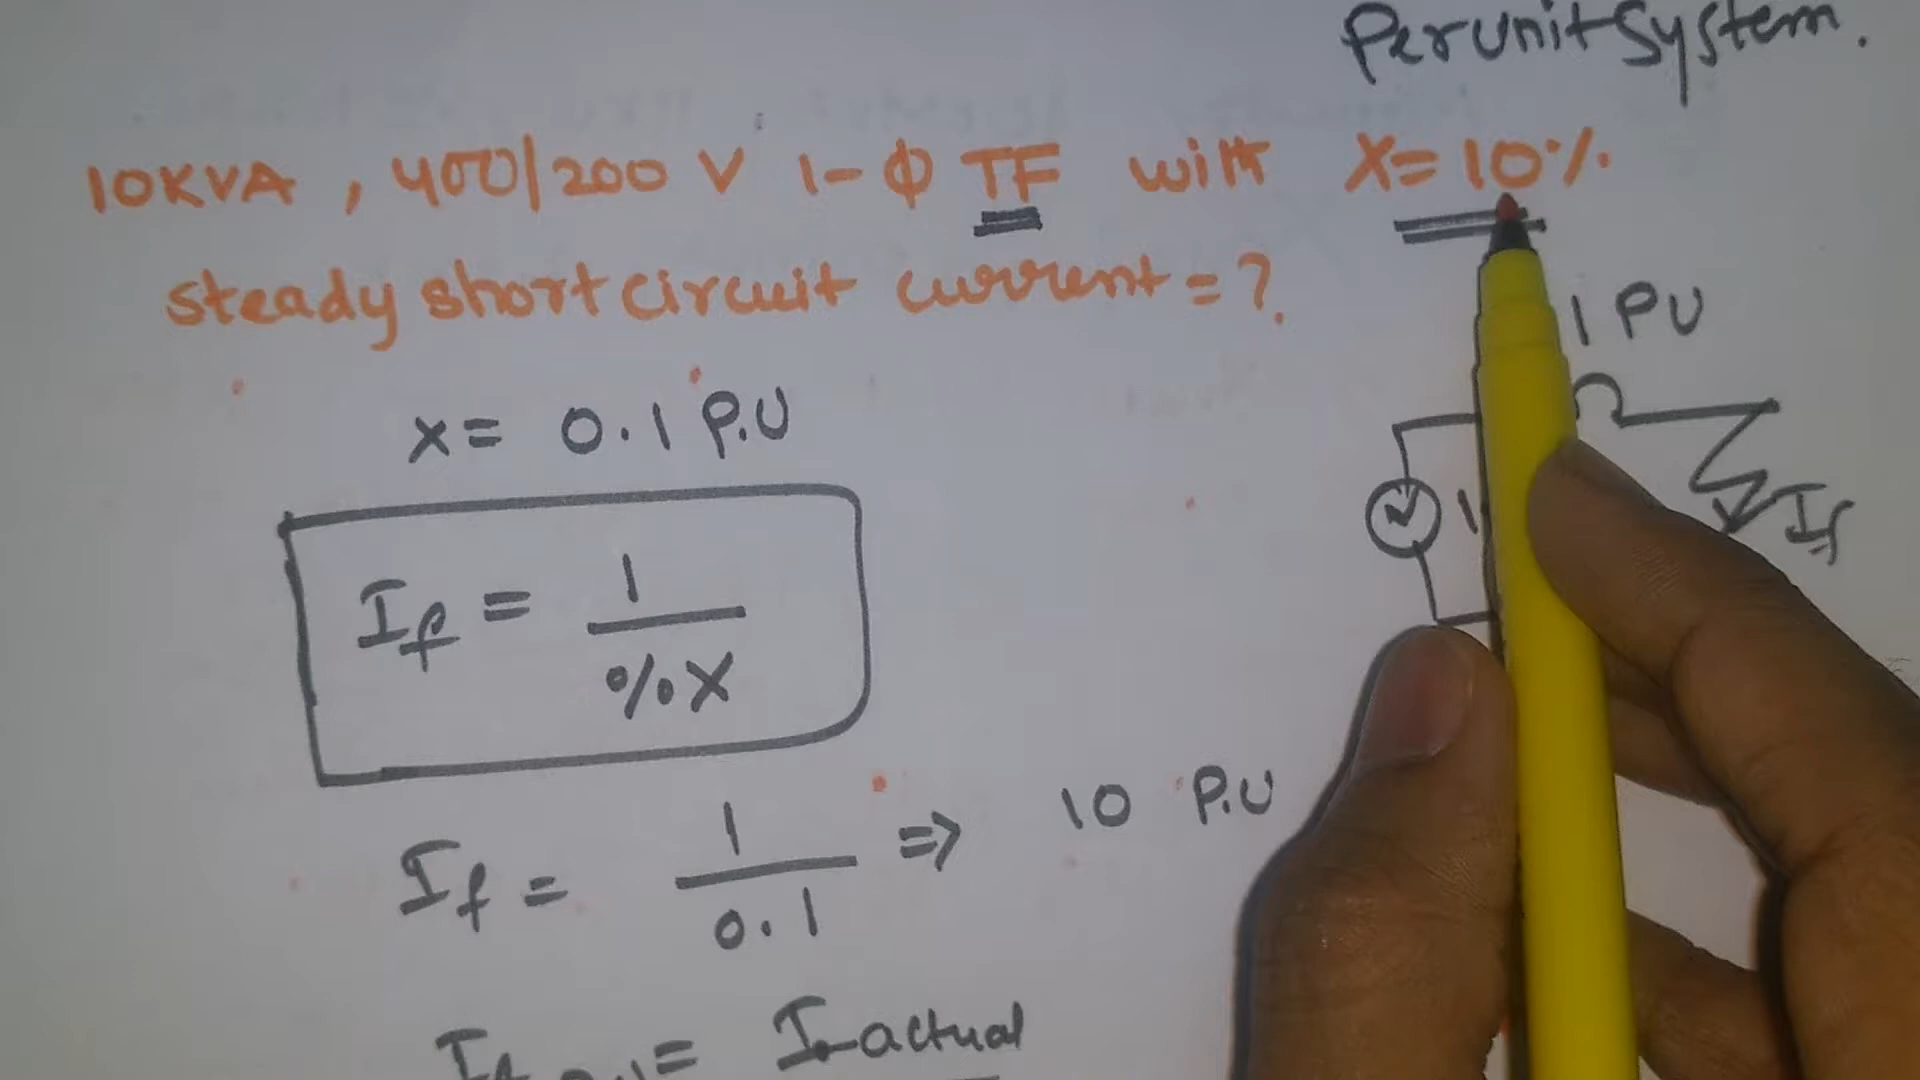 Per Unit System.
10KVA, 400/200 V 1-Φ TF with X=10%
steady short circuit current=?
1 PU
x= 0.1 P.U
If = 1/%X
If
If = 1/0.1 => 10 P.U
= I-actual